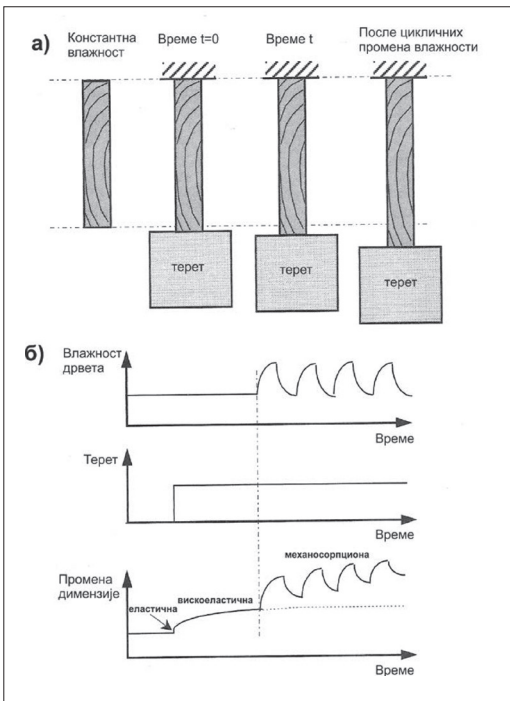 а)
Константна
влажност
Време t=0
Време t
После цикличних
промена влажности
терет
терет
терет
б)
Влажност
дрвета
Време
Терет
Време
Промена
димензије
еластична
вискоеластична
механосорпциона
Време